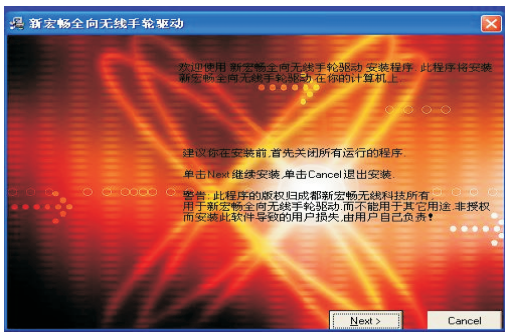 新宏畅全向无线手轮驱动
欢迎使用 新宏畅全向无线手轮驱动 安装程序. 此程序将安装
新宏畅全向无线手轮驱动 在你的计算机上.
建议你在安装前,首先关闭所有运行的程序.
单击Next继续安装,单击Cancel退出安装.
警告: 此程序的版权归成都新宏畅无线科技所有,
用于新宏畅全向无线手轮驱动.而不能用于其它用途.非授权
而安装此软件导致的用户损失,由用户自己负责!
Next >
Cancel